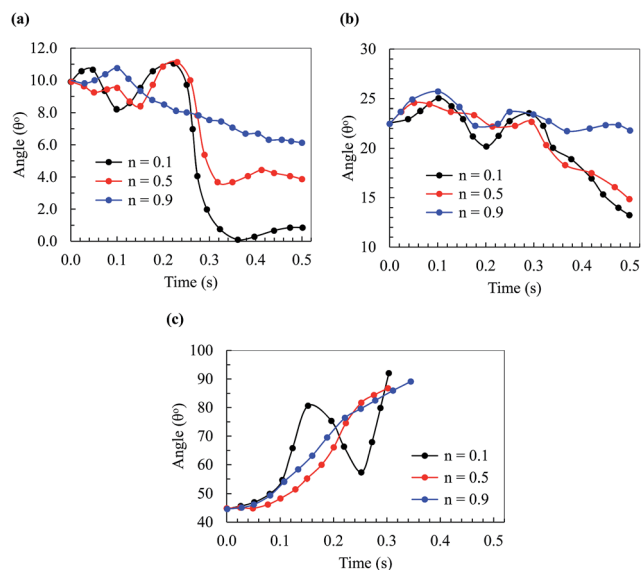 (a)
12.0
10.0
8.0
6.0
4.0
2.0
0.0
Angle (θº)
n = 0.1
n = 0.5
n = 0.9
0.0 0.1 0.2 0.3 0.4 0.5
Time (s)
(b)
30
25
20
15
10
Angle (θº)
n = 0.1
n = 0.5
n = 0.9
0.0 0.1 0.2 0.3 0.4 0.5
Time (s)
(c)
100
90
80
70
60
50
40
Angle (θº)
n = 0.1
n = 0.5
n = 0.9
0.0 0.1 0.2 0.3 0.4 0.5
Time (s)